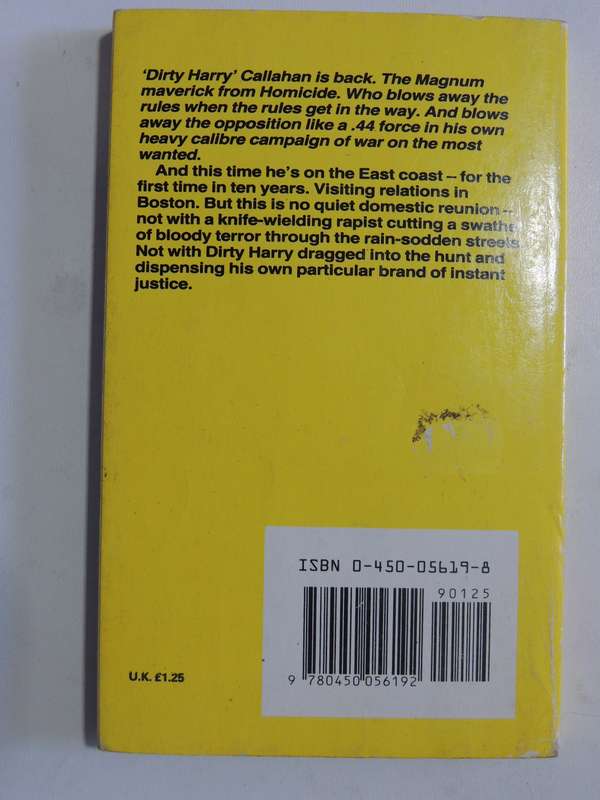 'Dirty Harry' Callahan is back. The Magnum
maverick from Homicide. Who blows away the
rules when the rules get in the way. And blows
away the opposition like a .44 force in his own
heavy calibre campaign of war on the most
wanted.
And this time he's on the East coast – for the
first time in ten years. Visiting relations in
Boston. But this is no quiet domestic reunion –
not with a knife-wielding rapist cutting a swathe
of bloody terror through the rain-sodden streets.
Not with Dirty Harry dragged into the hunt and
dispensing his own particular brand of instant
justice.
ISBN 0-450-05619-8
90125
9 780450 056192
U.K. £1.25